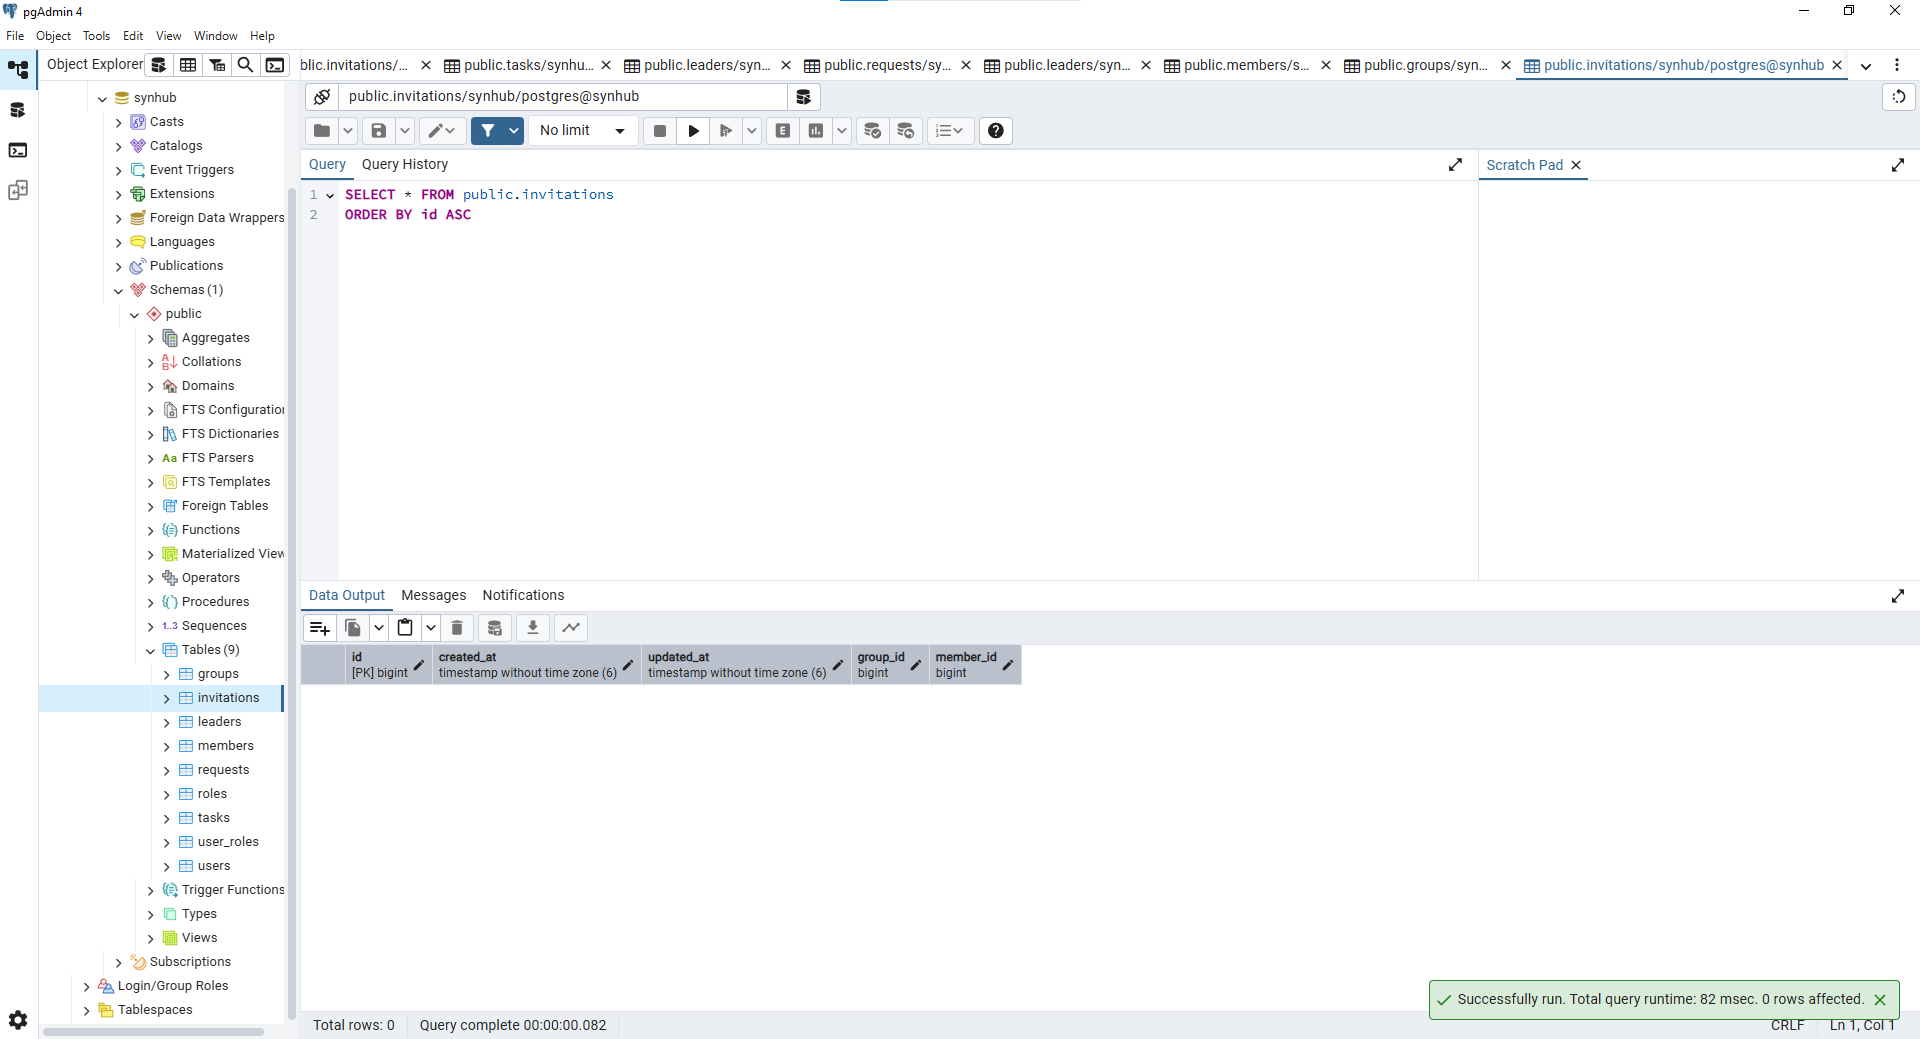 pgAdmin 4
File Object Tools Edit View Window Help
Object Explorer
blic.invitations/... public.tasks/synhu... public.leaders/syn... public.requests/sy... public.leaders/syn... public.members/s... public.groups/syn... public.invitations/synhub/postgres@synhub
public.invitations/synhub/postgres@synhub
No limit
E
Query Query History
Scratch Pad
1 SELECT * FROM public.invitations
2 ORDER BY id ASC
synhub
Casts
Catalogs
Event Triggers
Extensions
Foreign Data Wrappers
Languages
Publications
Schemas (1)
public
Aggregates
Collations
Domains
FTS Configuration
FTS Dictionaries
Aa FTS Parsers
FTS Templates
Foreign Tables
Functions
Materialized View
Operators
Procedures
1..3 Sequences
Tables (9)
groups
invitations
leaders
members
requests
roles
tasks
user_roles
users
Trigger Functions
Types
Views
Subscriptions
Login/Group Roles
Tablespaces
Data Output Messages Notifications
id created_at updated_at group_id member_id
[PK] bigint timestamp without time zone (6) timestamp without time zone (6) bigint bigint
Successfully run. Total query runtime: 82 msec. 0 rows affected.
Total rows: 0 Query complete 00:00:00.082 CRLF Ln 1, Col 1